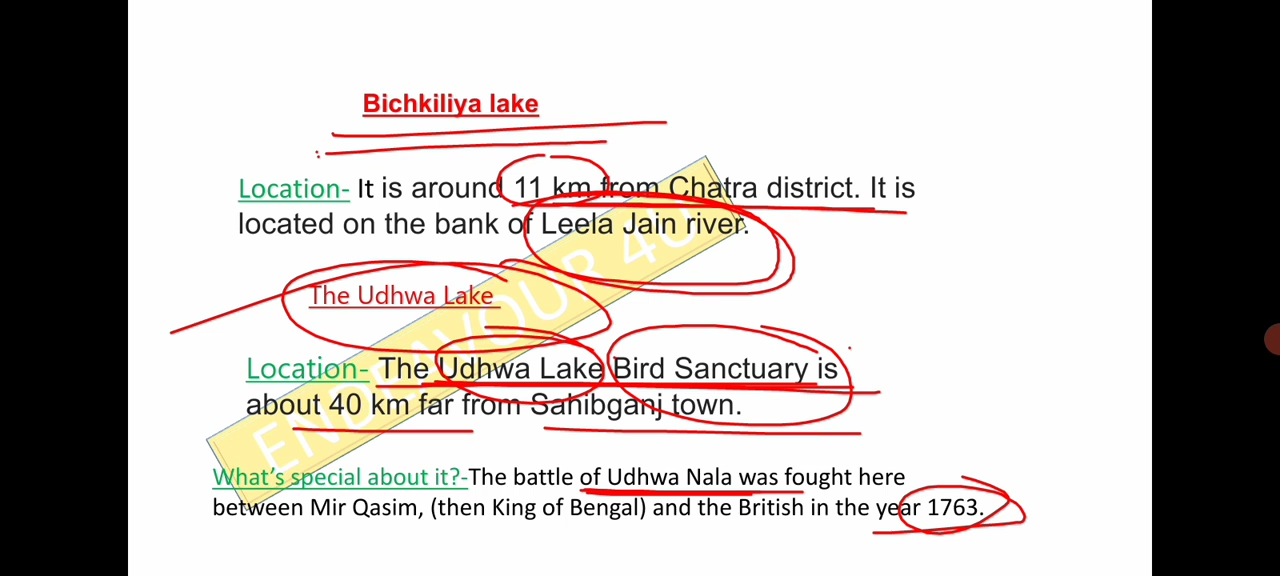 Bichkiliya lake
Location- It is around 11 km from Chatra district. It is
located on the bank of Leela Jain river.
The Udhwa Lake
Location- The Udhwa Lake Bird Sanctuary is
about 40 km far from Sahibganj town.
What's special about it?-The battle of Udhwa Nala was fought here
between Mir Qasim, (then King of Bengal) and the British in the year 1763.
ENDEAVOUR 4U